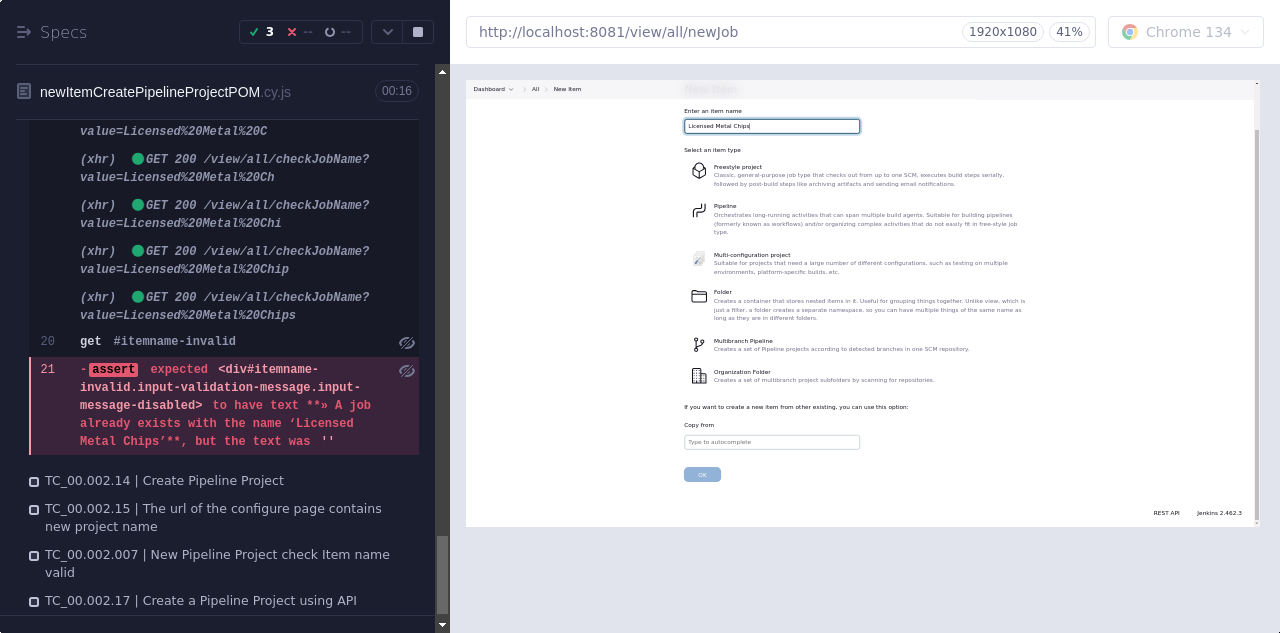 Specs
3
--
--
newItemCreatePipelineProjectPOM.cy.js
00:16
value=Licensed%20Metal%20C
(xhr) GET 200 /view/all/checkJobName?
value=Licensed%20Metal%20Ch
(xhr) GET 200 /view/all/checkJobName?
value=Licensed%20Metal%20Chi
(xhr) GET 200 /view/all/checkJobName?
value=Licensed%20Metal%20Chip
(xhr) GET 200 /view/all/checkJobName?
value=Licensed%20Metal%20Chips
20 get #itemname-invalid
21 -assert expected <div#itemname-
invalid.input-validation-message.input-
message-disabled> to have text **» A job
already exists with the name ‘Licensed
Metal Chips’**, but the text was ''
TC_00.002.14 | Create Pipeline Project
TC_00.002.15 | The url of the configure page contains
new project name
TC_00.002.007 | New Pipeline Project check Item name
valid
TC_00.002.17 | Create a Pipeline Project using API
http://localhost:8081/view/all/newJob
1920x1080
41%
Chrome 134
Dashboard
All
New Item
New Item
Enter an item name
Licensed Metal Chips
Select an item type
Freestyle project
Classic, general-purpose job type that checks out from up to one SCM, executes build steps serially,
followed by post-build steps like archiving artifacts and sending email notifications.
Pipeline
Orchestrates long-running activities that can span multiple build agents. Suitable for building pipelines
(formerly known as workflows) and/or organizing complex activities that do not easily fit in free-style job
type.
Multi-configuration project
Suitable for projects that need a large number of different configurations, such as testing on multiple
environments, platform-specific builds, etc.
Folder
Creates a container that stores nested items in it. Useful for grouping things together. Unlike view, which is
just a filter, a folder creates a separate namespace, so you can have multiple things of the same name as
long as they are in different folders.
Multibranch Pipeline
Creates a set of Pipeline projects according to detected branches in one SCM repository.
Organization Folder
Creates a set of multibranch project subfolders by scanning for repositories.
If you want to create a new item from other existing, you can use this option:
Copy from
Type to autocomplete
OK
REST API
Jenkins 2.462.3